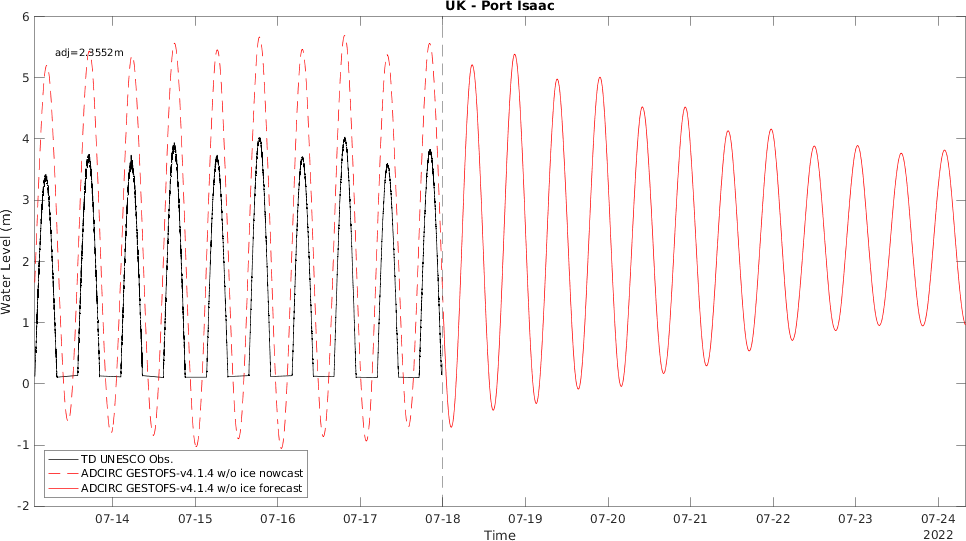 UK - Port Isaac
6
5
4
3
2
1
0
-1
-2
Water Level (m)
adj=2.3552m
TD UNESCO Obs.
ADCIRC GESTOFS-v4.1.4 w/o ice nowcast
ADCIRC GESTOFS-v4.1.4 w/o ice forecast
07-14 07-15 07-16 07-17 07-18 07-19 07-20 07-21 07-22 07-23 07-24
Time 2022